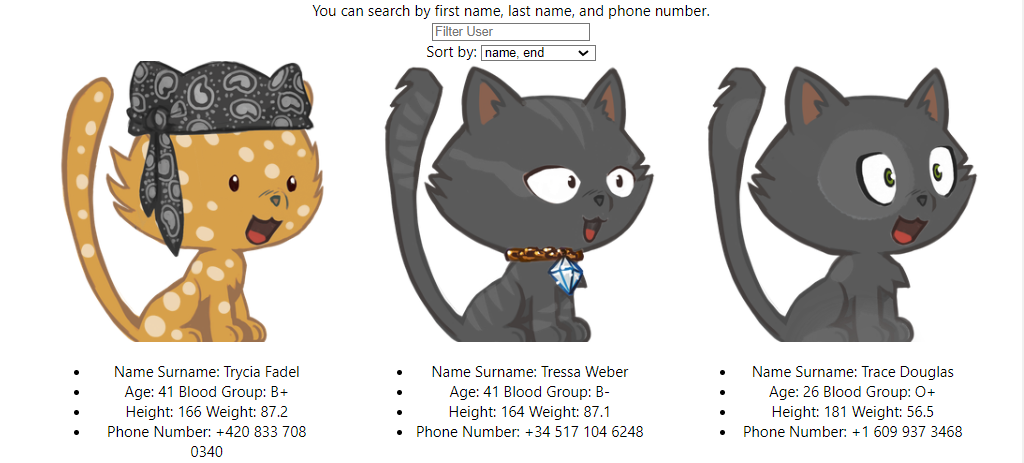 You can search by first name, last name, and phone number.
Filter User
Sort by: name, end
Name Surname: Trycia Fadel
Age: 41 Blood Group: B+
Height: 166 Weight: 87.2
Phone Number: +420 833 708
0340
Name Surname: Tressa Weber
Age: 41 Blood Group: B-
Height: 164 Weight: 87.1
Phone Number: +34 517 104 6248
Name Surname: Trace Douglas
Age: 26 Blood Group: O+
Height: 181 Weight: 56.5
Phone Number: +1 609 937 3468